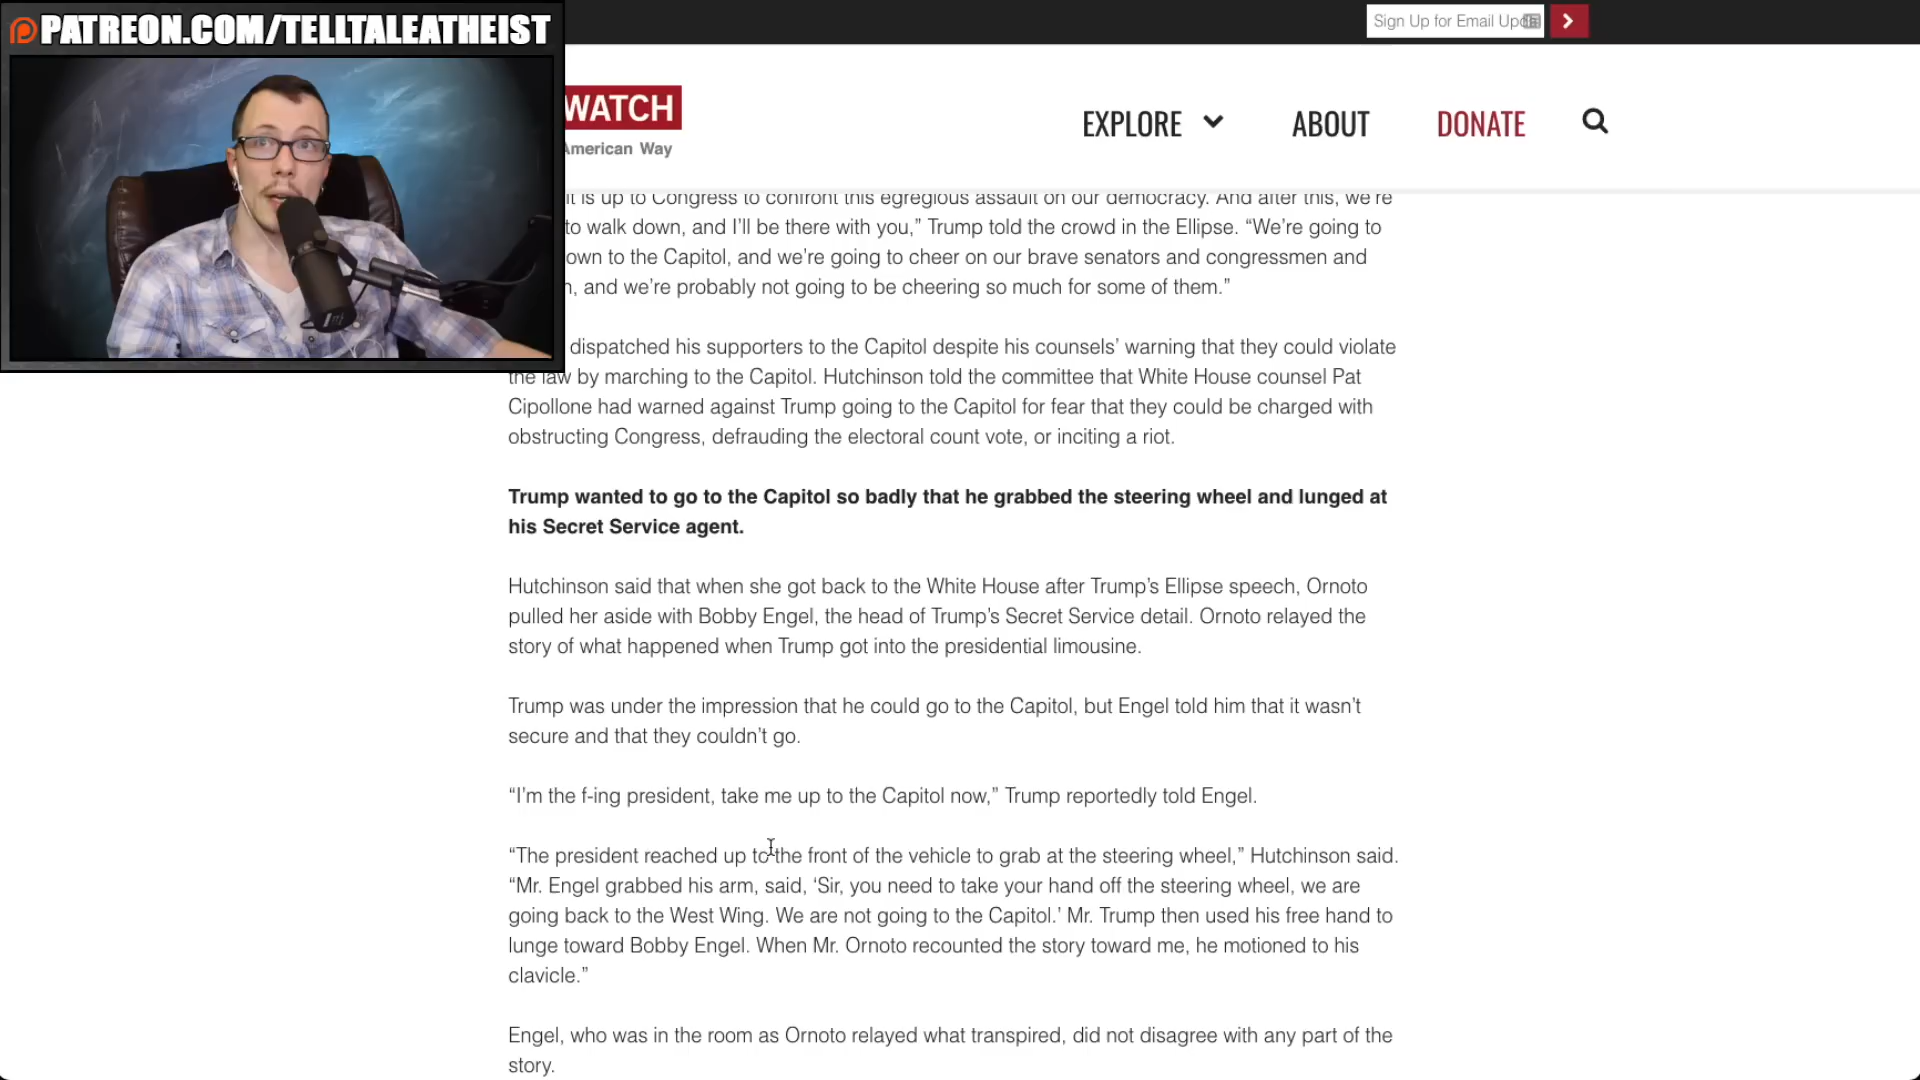 PATREON.COM/TELLTALEATHEIST
Sign Up for Email
WATCH
American Way
EXPLORE
ABOUT
DONATE
it is up to Congress to confront this egregious assault on our democracy. And after this, we’re
to walk down, and I’ll be there with you,” Trump told the crowd in the Ellipse. “We’re going to
own to the Capitol, and we’re going to cheer on our brave senators and congressmen and
, and we’re probably not going to be cheering so much for some of them.”
dispatched his supporters to the Capitol despite his counsels’ warning that they could violate
the law by marching to the Capitol. Hutchinson told the committee that White House counsel Pat
Cipollone had warned against Trump going to the Capitol for fear that they could be charged with
obstructing Congress, defrauding the electoral count vote, or inciting a riot.
Trump wanted to go to the Capitol so badly that he grabbed the steering wheel and lunged at
his Secret Service agent.
Hutchinson said that when she got back to the White House after Trump’s Ellipse speech, Ornoto
pulled her aside with Bobby Engel, the head of Trump’s Secret Service detail. Ornoto relayed the
story of what happened when Trump got into the presidential limousine.
Trump was under the impression that he could go to the Capitol, but Engel told him that it wasn’t
secure and that they couldn’t go.
“I’m the f-ing president, take me up to the Capitol now,” Trump reportedly told Engel.
“The president reached up to the front of the vehicle to grab at the steering wheel,” Hutchinson said.
“Mr. Engel grabbed his arm, said, ‘Sir, you need to take your hand off the steering wheel, we are
going back to the West Wing. We are not going to the Capitol.’ Mr. Trump then used his free hand to
lunge toward Bobby Engel. When Mr. Ornoto recounted the story toward me, he motioned to his
clavicle.”
Engel, who was in the room as Ornoto relayed what transpired, did not disagree with any part of the
story.